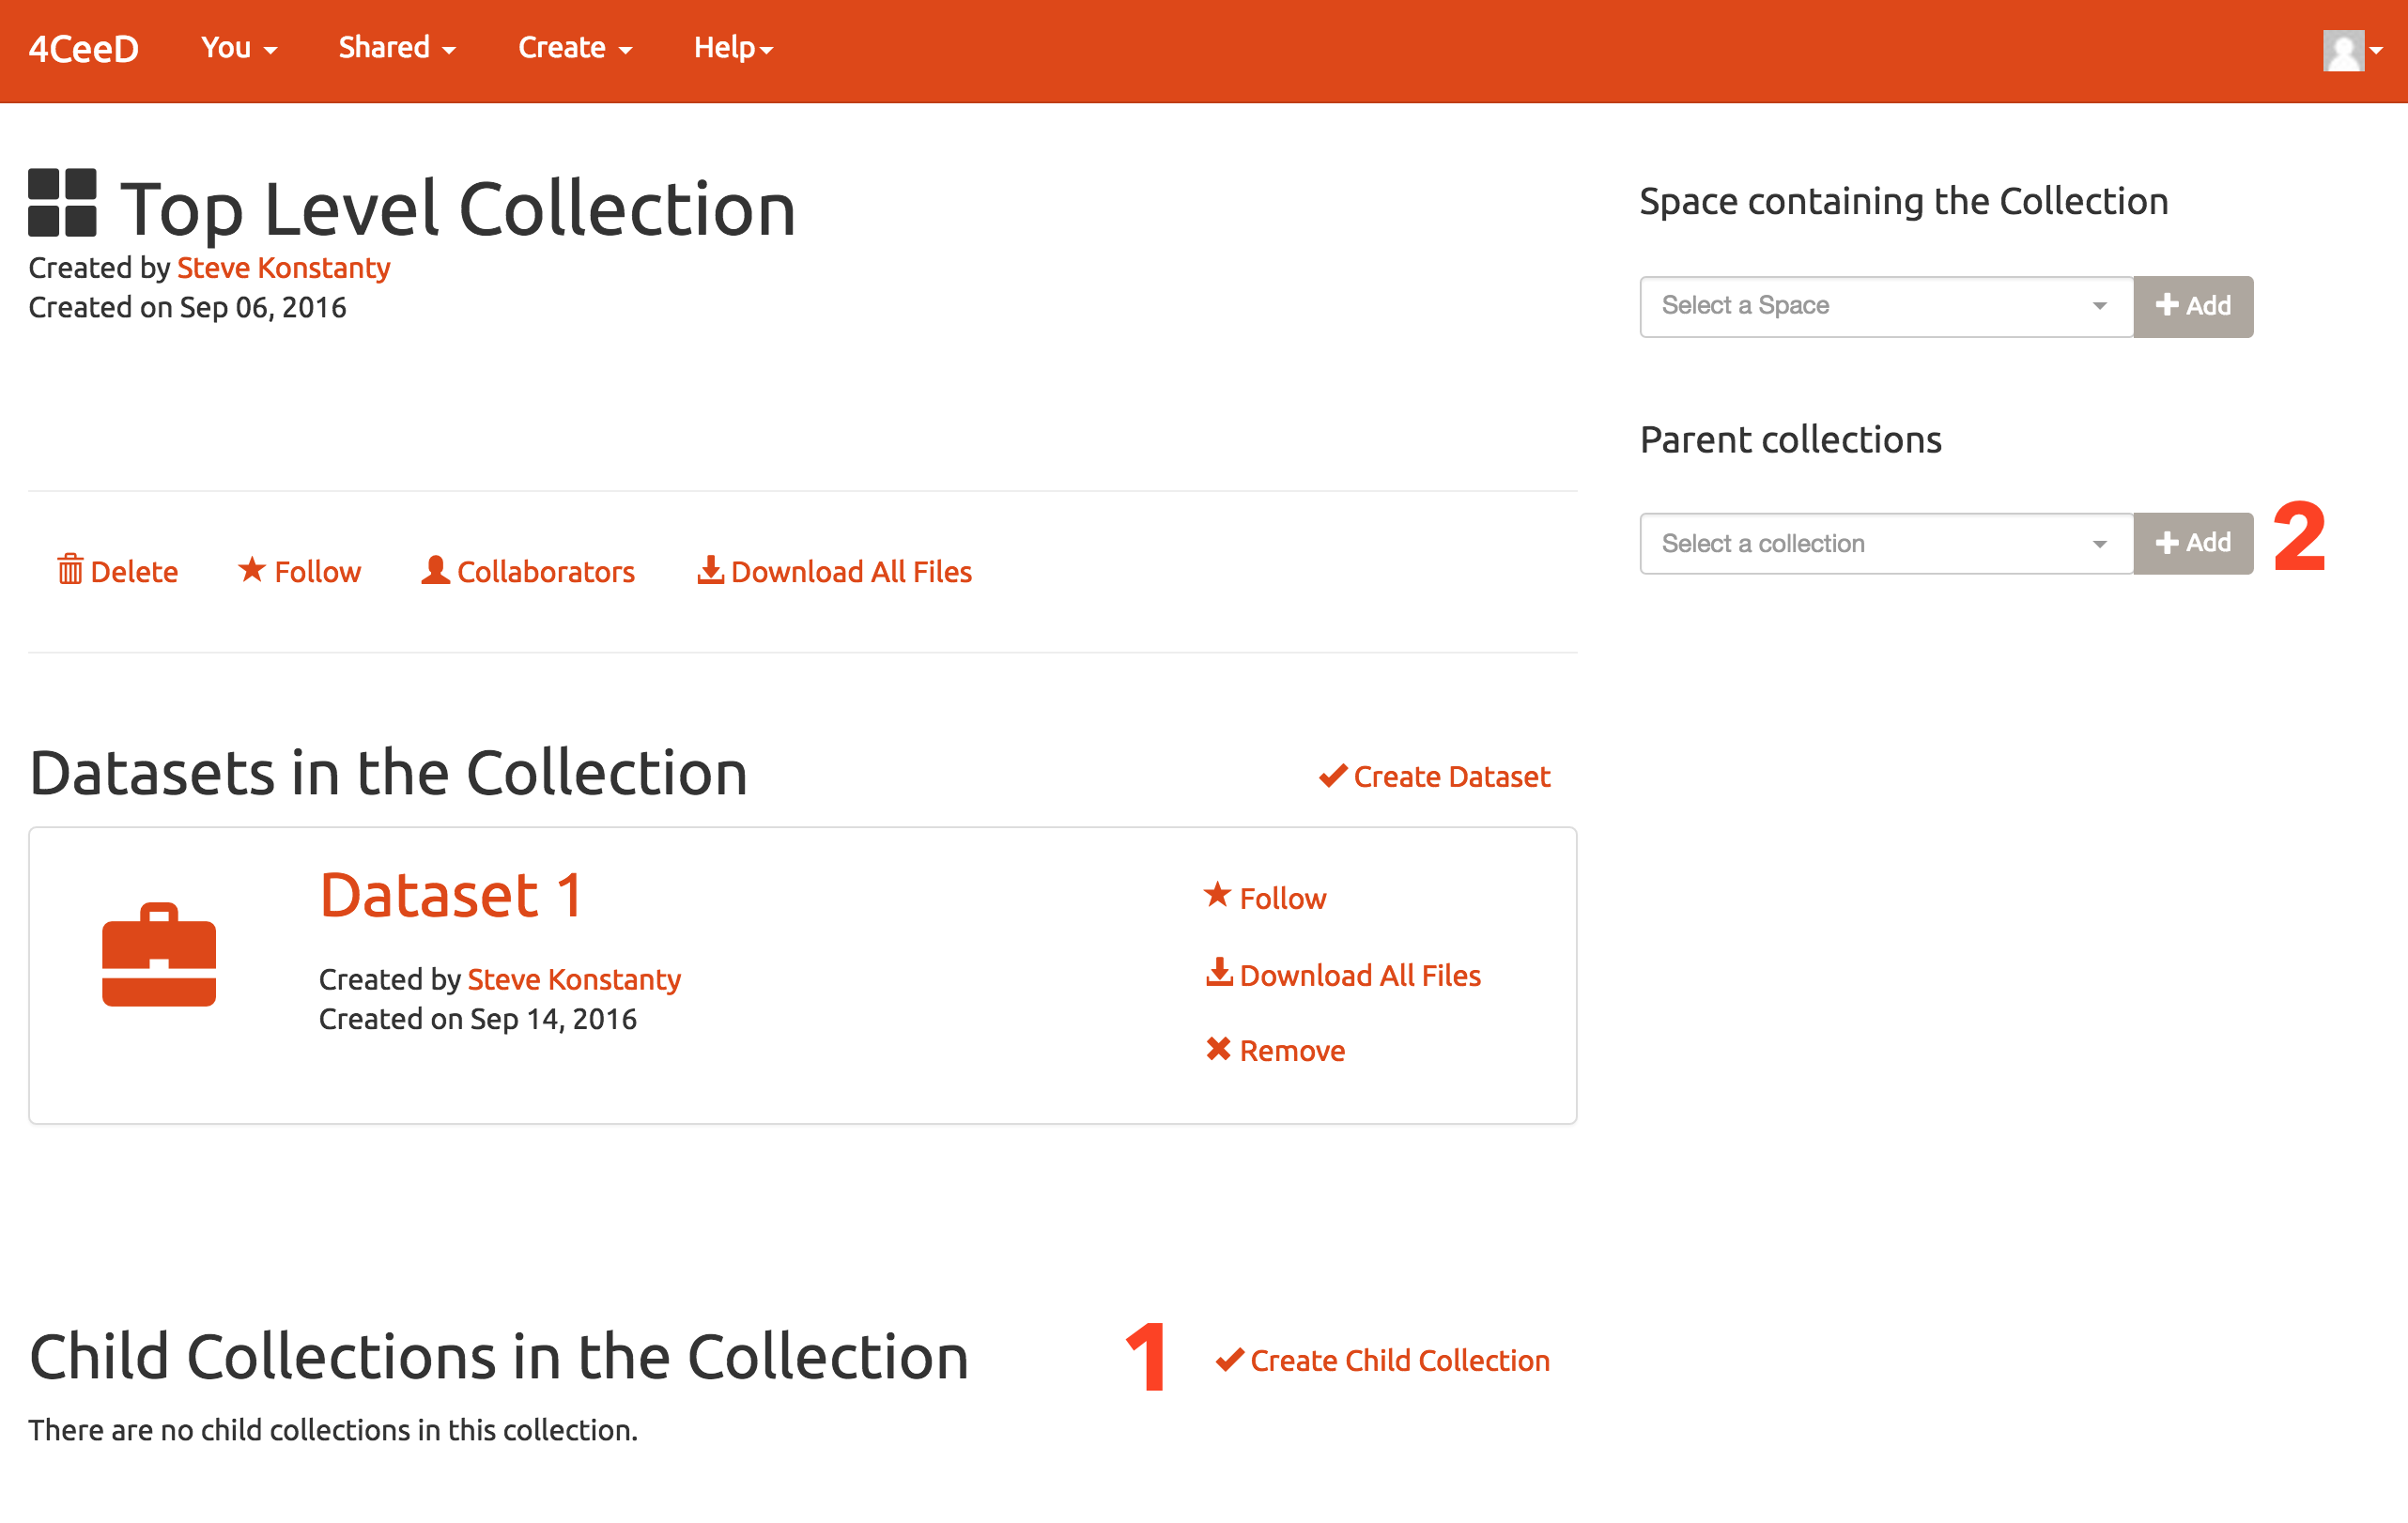 4CeeD You Shared Create Help
Top Level Collection
Created by Steve Konstanty
Created on Sep 06, 2016
Delete Follow Collaborators Download All Files
Datasets in the Collection
Create Dataset
Dataset 1
Created by Steve Konstanty
Created on Sep 14, 2016
Follow
Download All Files
Remove
Child Collections in the Collection
1 Create Child Collection
There are no child collections in this collection.
Space containing the Collection
Select a Space Add
Parent collections
Select a collection Add 2